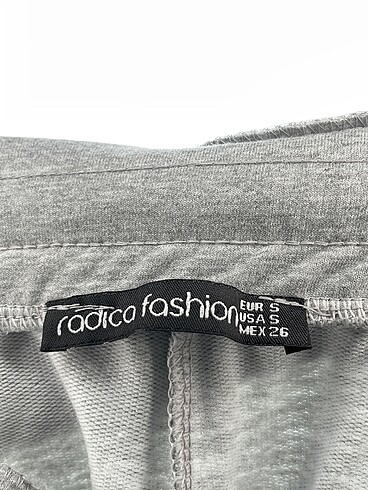 radica fashion
EUR S
USA S
MEX 26